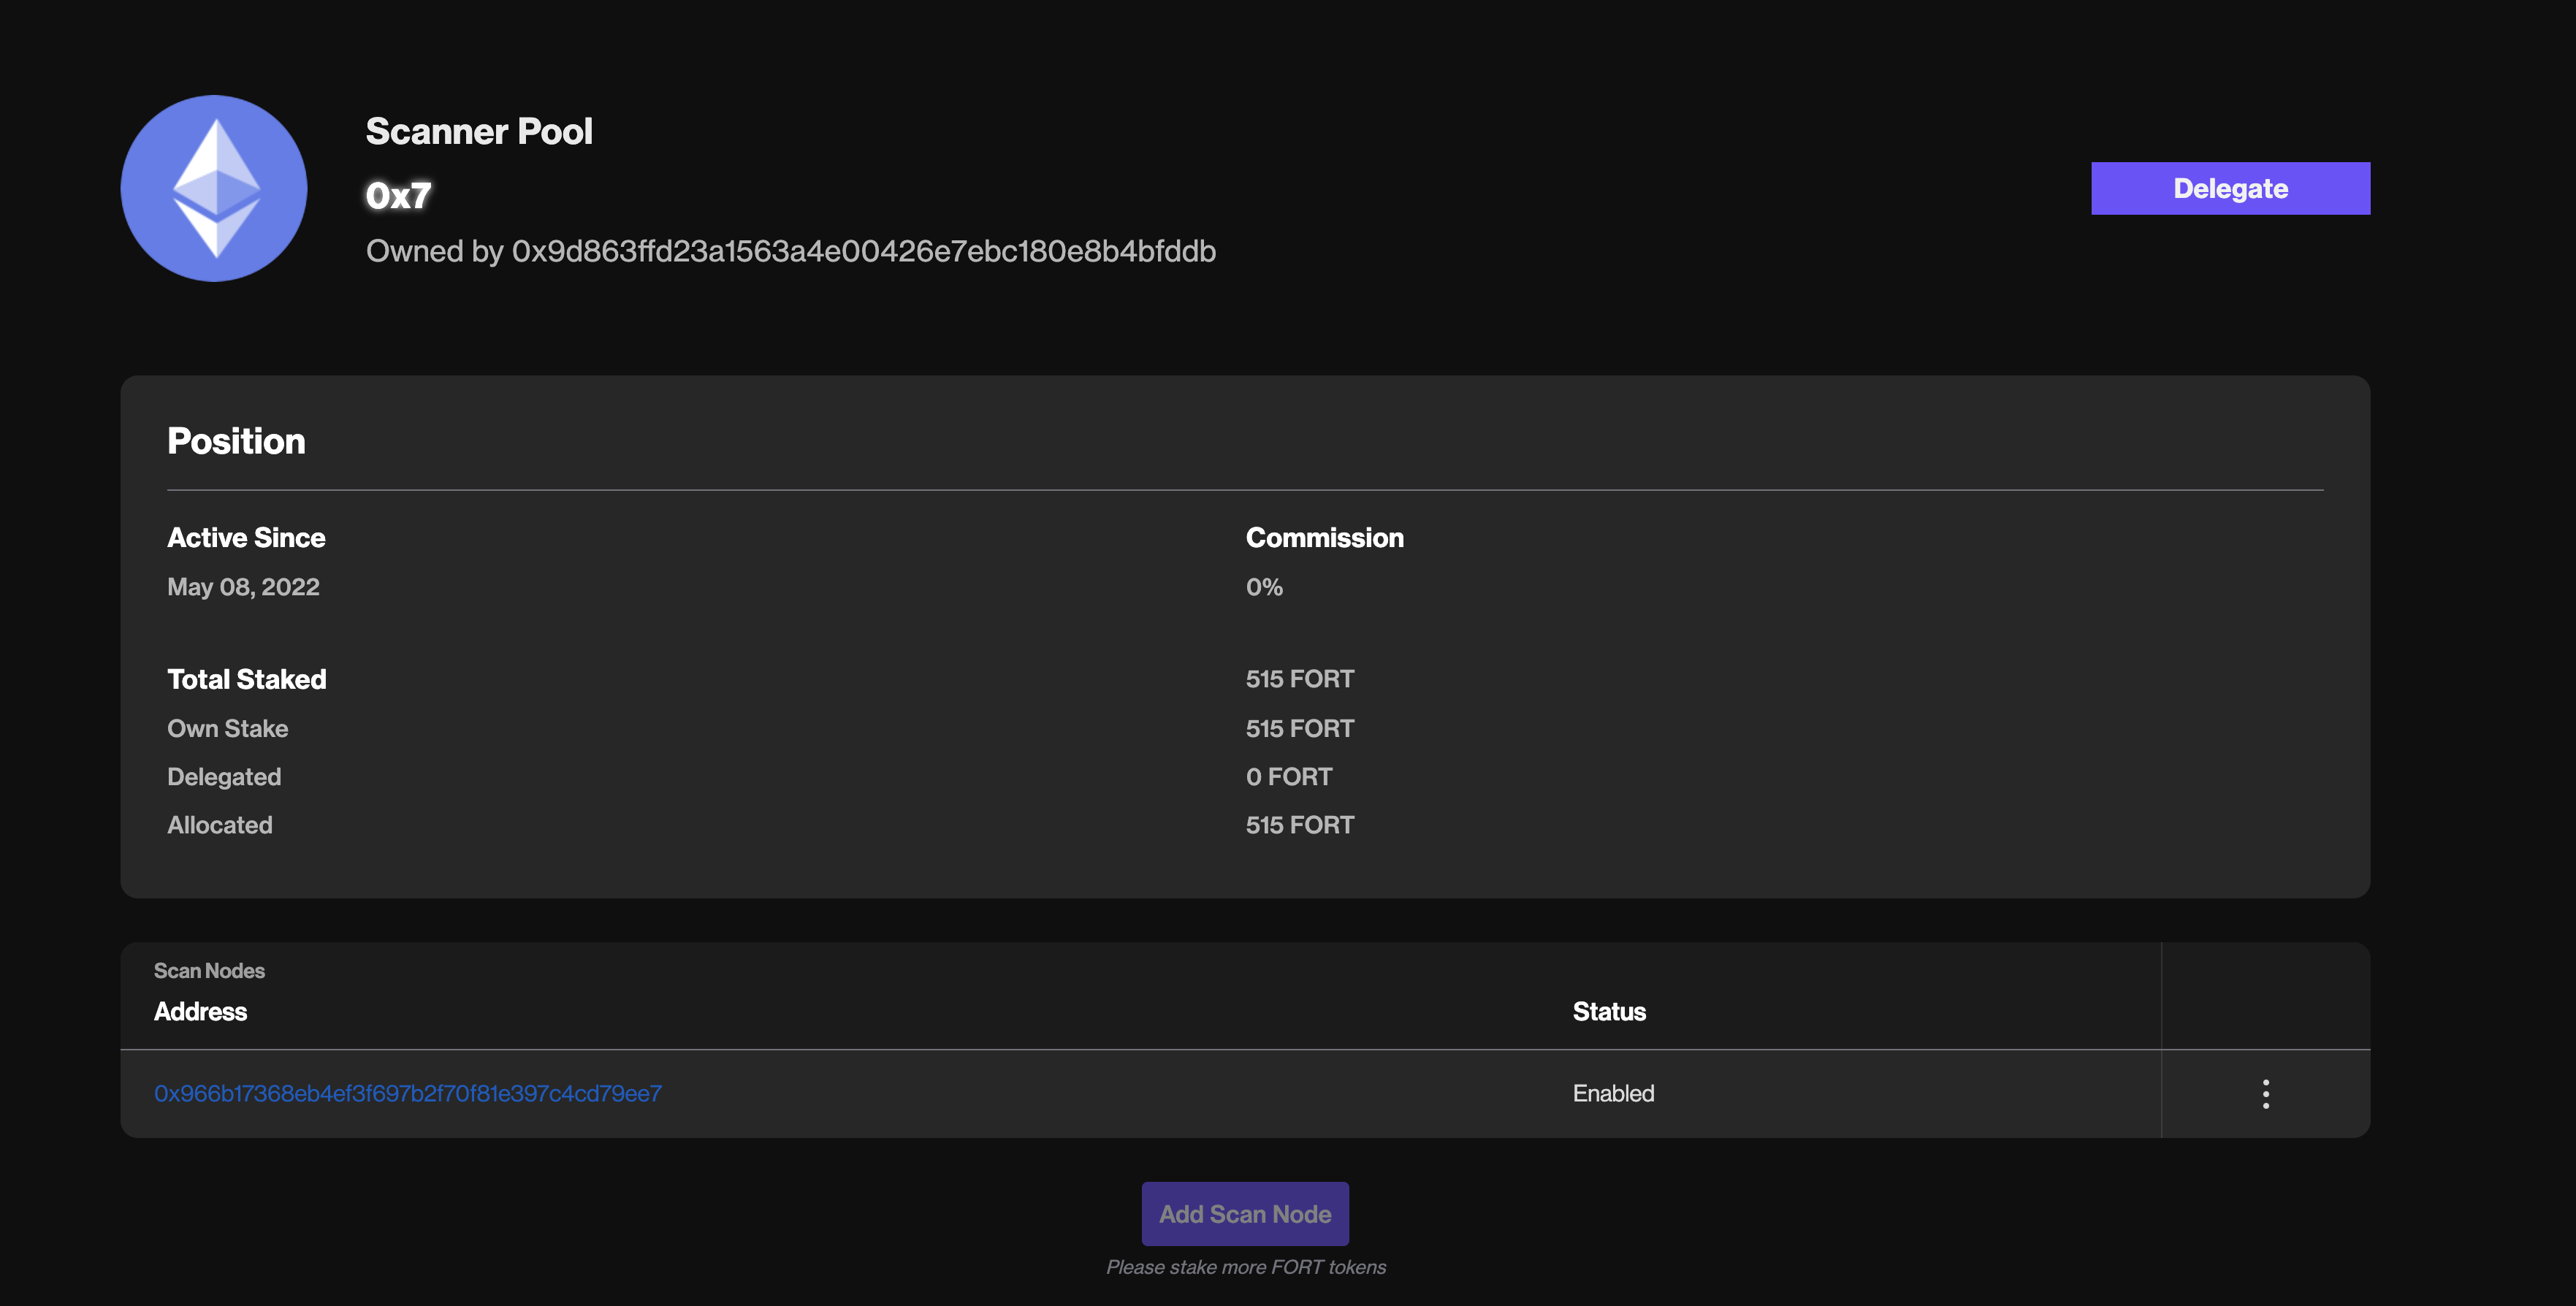 Scanner Pool
0x7
Owned by 0x9d863ffd23a1563a4e00426e7ebc180e8b4bfddb
Delegate
Position
Active Since
May 08, 2022
Commission
0%
Total Staked 515 FORT
Own Stake 515 FORT
Delegated 0 FORT
Allocated 515 FORT
Scan Nodes
Address Status
0x966b17368eb4ef3f697b2f70f81e397c4cd79ee7 Enabled
Add Scan Node
Please stake more FORT tokens